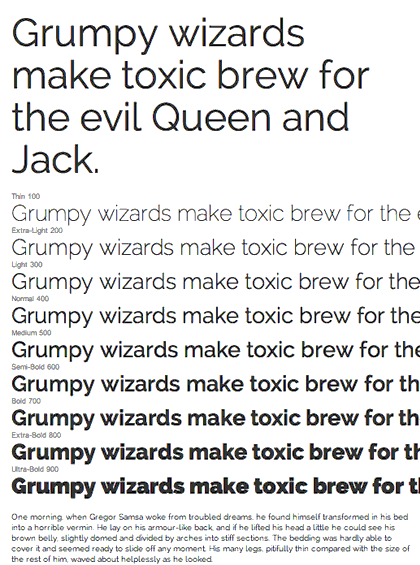 Grumpy wizards
make toxic brew for
the evil Queen and
Jack.
Thin 100
Grumpy wizards make toxic brew for the
Extra-Light 200
Grumpy wizards make toxic brew for the
Light 300
Grumpy wizards make toxic brew for the
Normal 400
Grumpy wizards make toxic brew for the
Medium 500
Grumpy wizards make toxic brew for the
Semi-Bold 600
Grumpy wizards make toxic brew for th
Bold 700
Grumpy wizards make toxic brew for th
Extra-Bold 800
Grumpy wizards make toxic brew for th
Ultra-Bold 900
Grumpy wizards make toxic brew for t
One morning, when Gregor Samsa woke from troubled dreams, he found himself transformed in his bed
into a horrible vermin. He lay on his armour-like back, and if he lifted his head a little he could see his
brown belly, slightly domed and divided by arches into stiff sections. The bedding was hardly able to
cover it and seemed ready to slide off any moment. His many legs, pitifully thin compared with the size of
the rest of him, waved about helplessly as he looked.